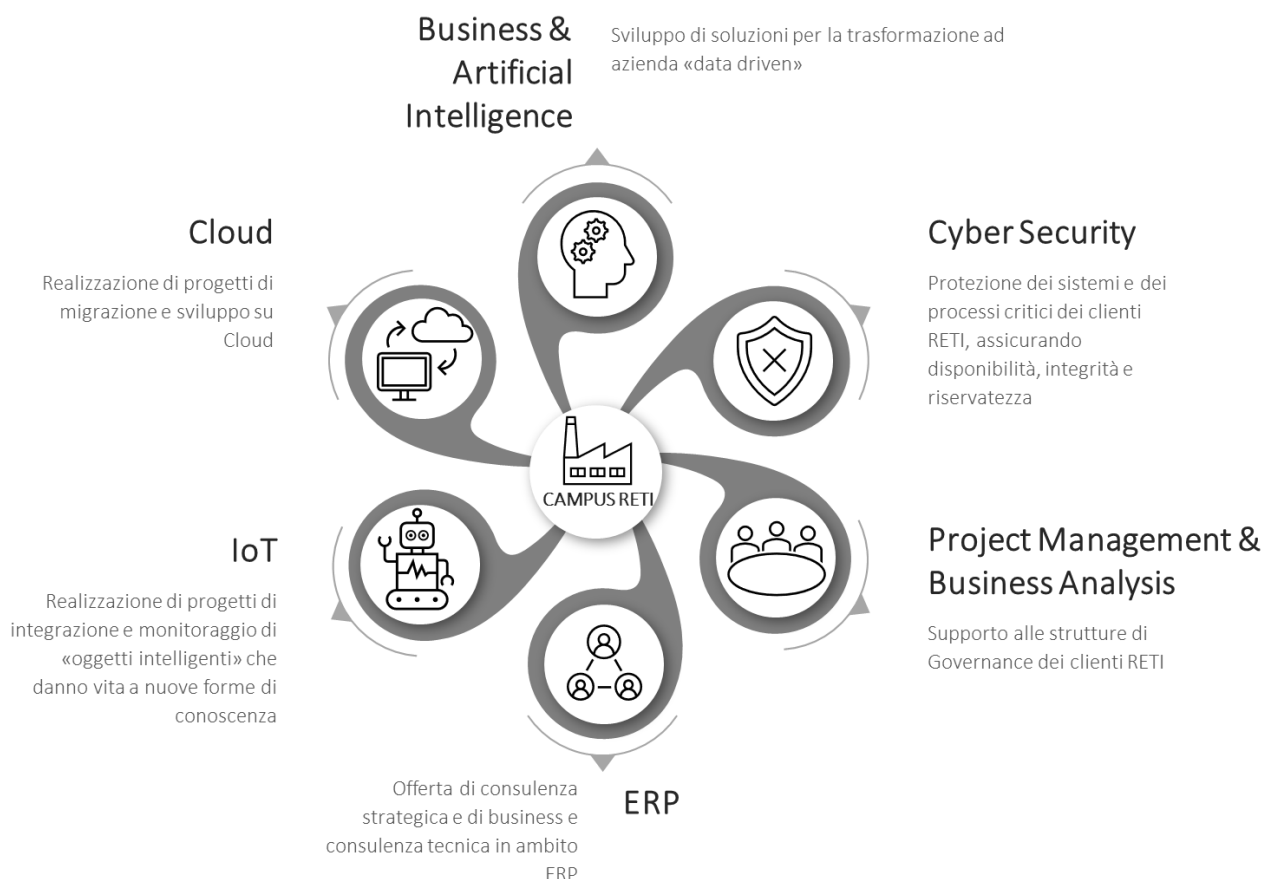 Business &
Artificial
Intelligence
Sviluppo di soluzioni per la trasformazione ad
azienda «data driven»
Cloud
Realizzazione di progetti di
migrazione e sviluppo su
Cloud
Cyber Security
Protezione dei sistemi e dei
processi critici dei clienti
RETI, assicurando
disponibilità, integrità e
riservatezza
CAMPUS RETI
IoT
Realizzazione di progetti di
integrazione e monitoraggio di
«oggetti intelligenti» che
danno vita a nuove forme di
conoscenza
Project Management &
Business Analysis
Supporto alle strutture di
Governance dei clienti RETI
ERP
Offerta di consulenza
strategica e di business e
consulenza tecnica in ambito
ERP